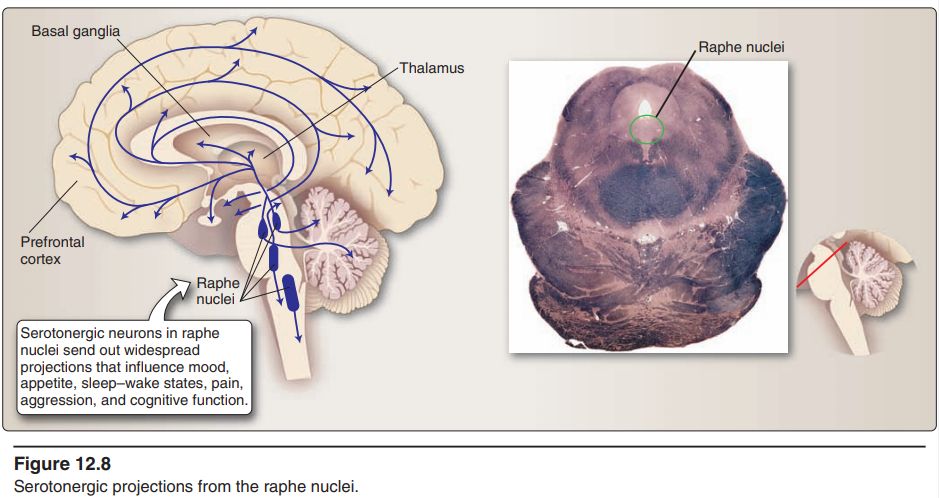 Basal ganglia
Thalamus
Prefrontal
cortex
Raphe
nuclei
Serotonergic neurons in raphe
nuclei send out widespread
projections that influence mood,
appetite, sleep–wake states, pain,
aggression, and cognitive function.
Raphe nuclei
Figure 12.8
Serotonergic projections from the raphe nuclei.